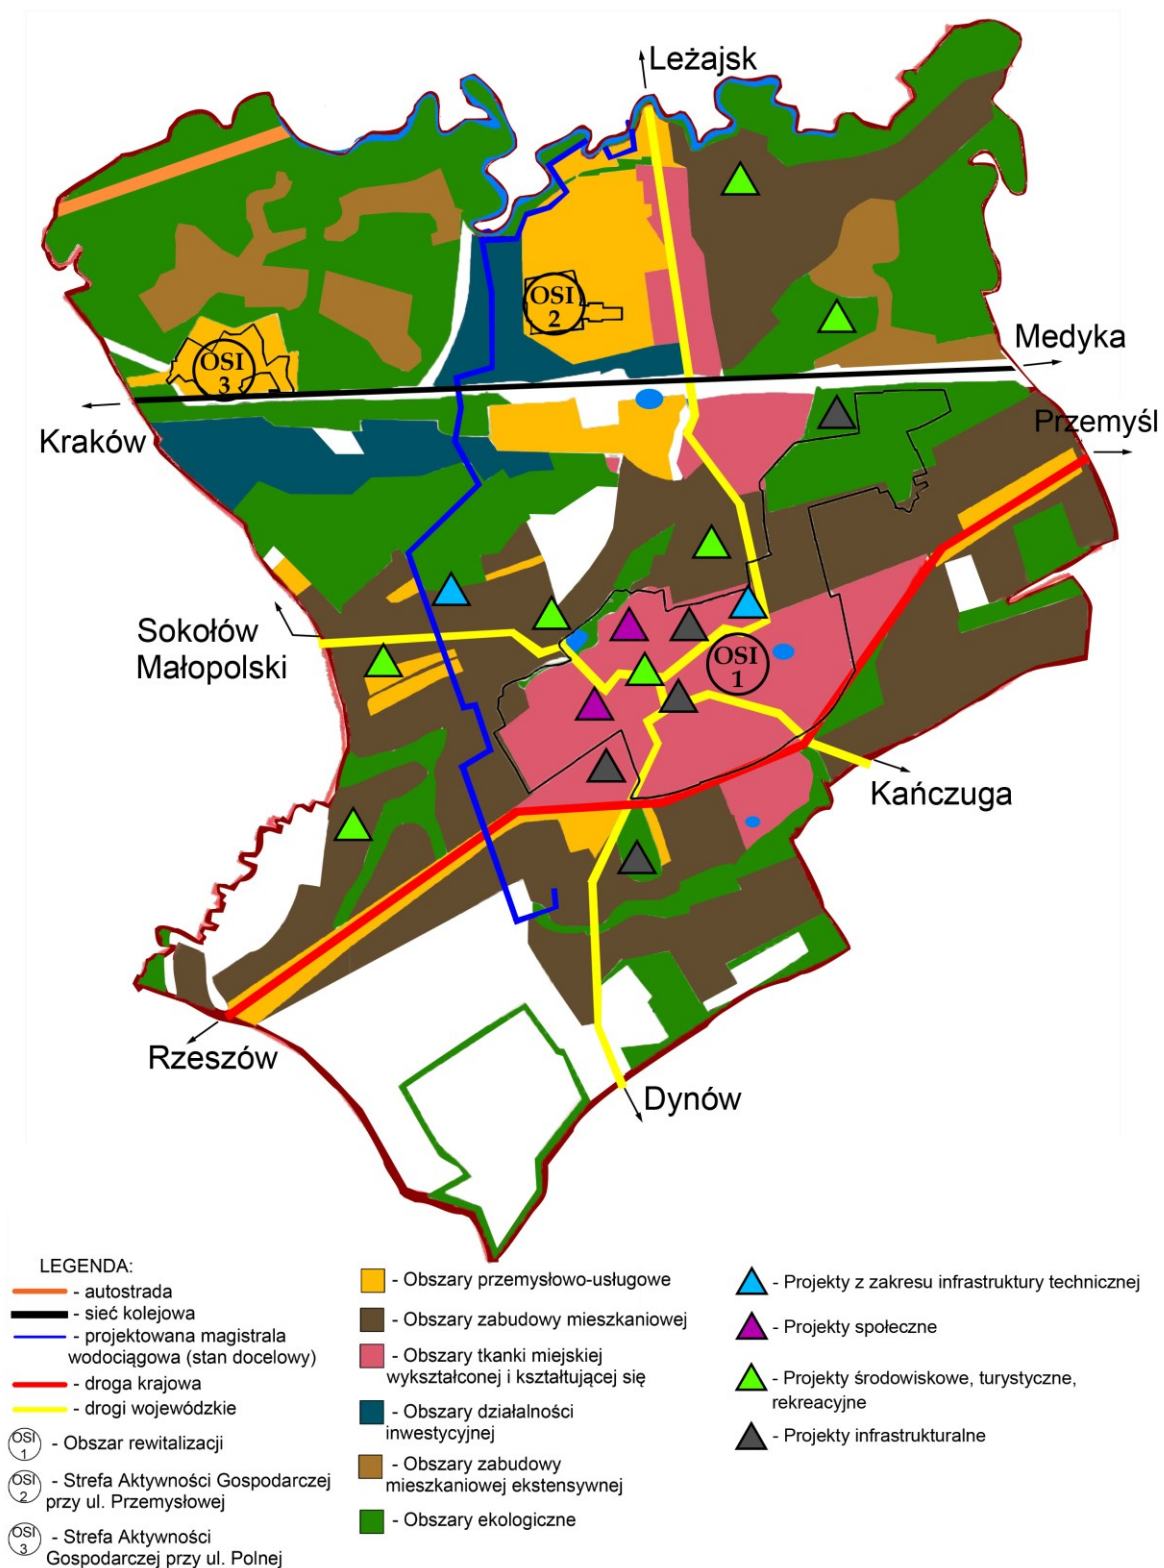 Leżajsk
OSI
2
OSI
3
Medyka
Kraków
Przemyśl
Sokołów
Małopolski
OSI
1
Kańczuga
Rzeszów
Dynów
LEGENDA:
- autostrada
- sieć kolejowa
- projektowana magistrala
wodociągowa (stan docelowy)
- droga krajowa
- drogi wojewódzkie
OSI
1
- Obszar rewitalizacji
OSI
2
- Strefa Aktywności Gospodarczej
przy ul. Przemysłowej
OSI
3
- Strefa Aktywności
Gospodarczej przy ul. Polnej
- Obszary przemysłowo-usługowe
- Obszary zabudowy mieszkaniowej
- Obszary tkanki miejskiej
wykształconej i kształtującej się
- Obszary działalności
inwestycyjnej
- Obszary zabudowy
mieszkaniowej ekstensywnej
- Obszary ekologiczne
- Projekty z zakresu infrastruktury technicznej
- Projekty społeczne
- Projekty środowiskowe, turystyczne,
rekreacyjne
- Projekty infrastrukturalne